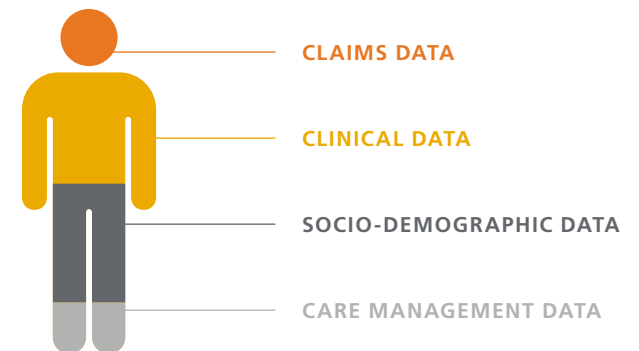 CLAIMS DATA
CLINICAL DATA
SOCIO-DEMOGRAPHIC DATA
CARE MANAGEMENT DATA